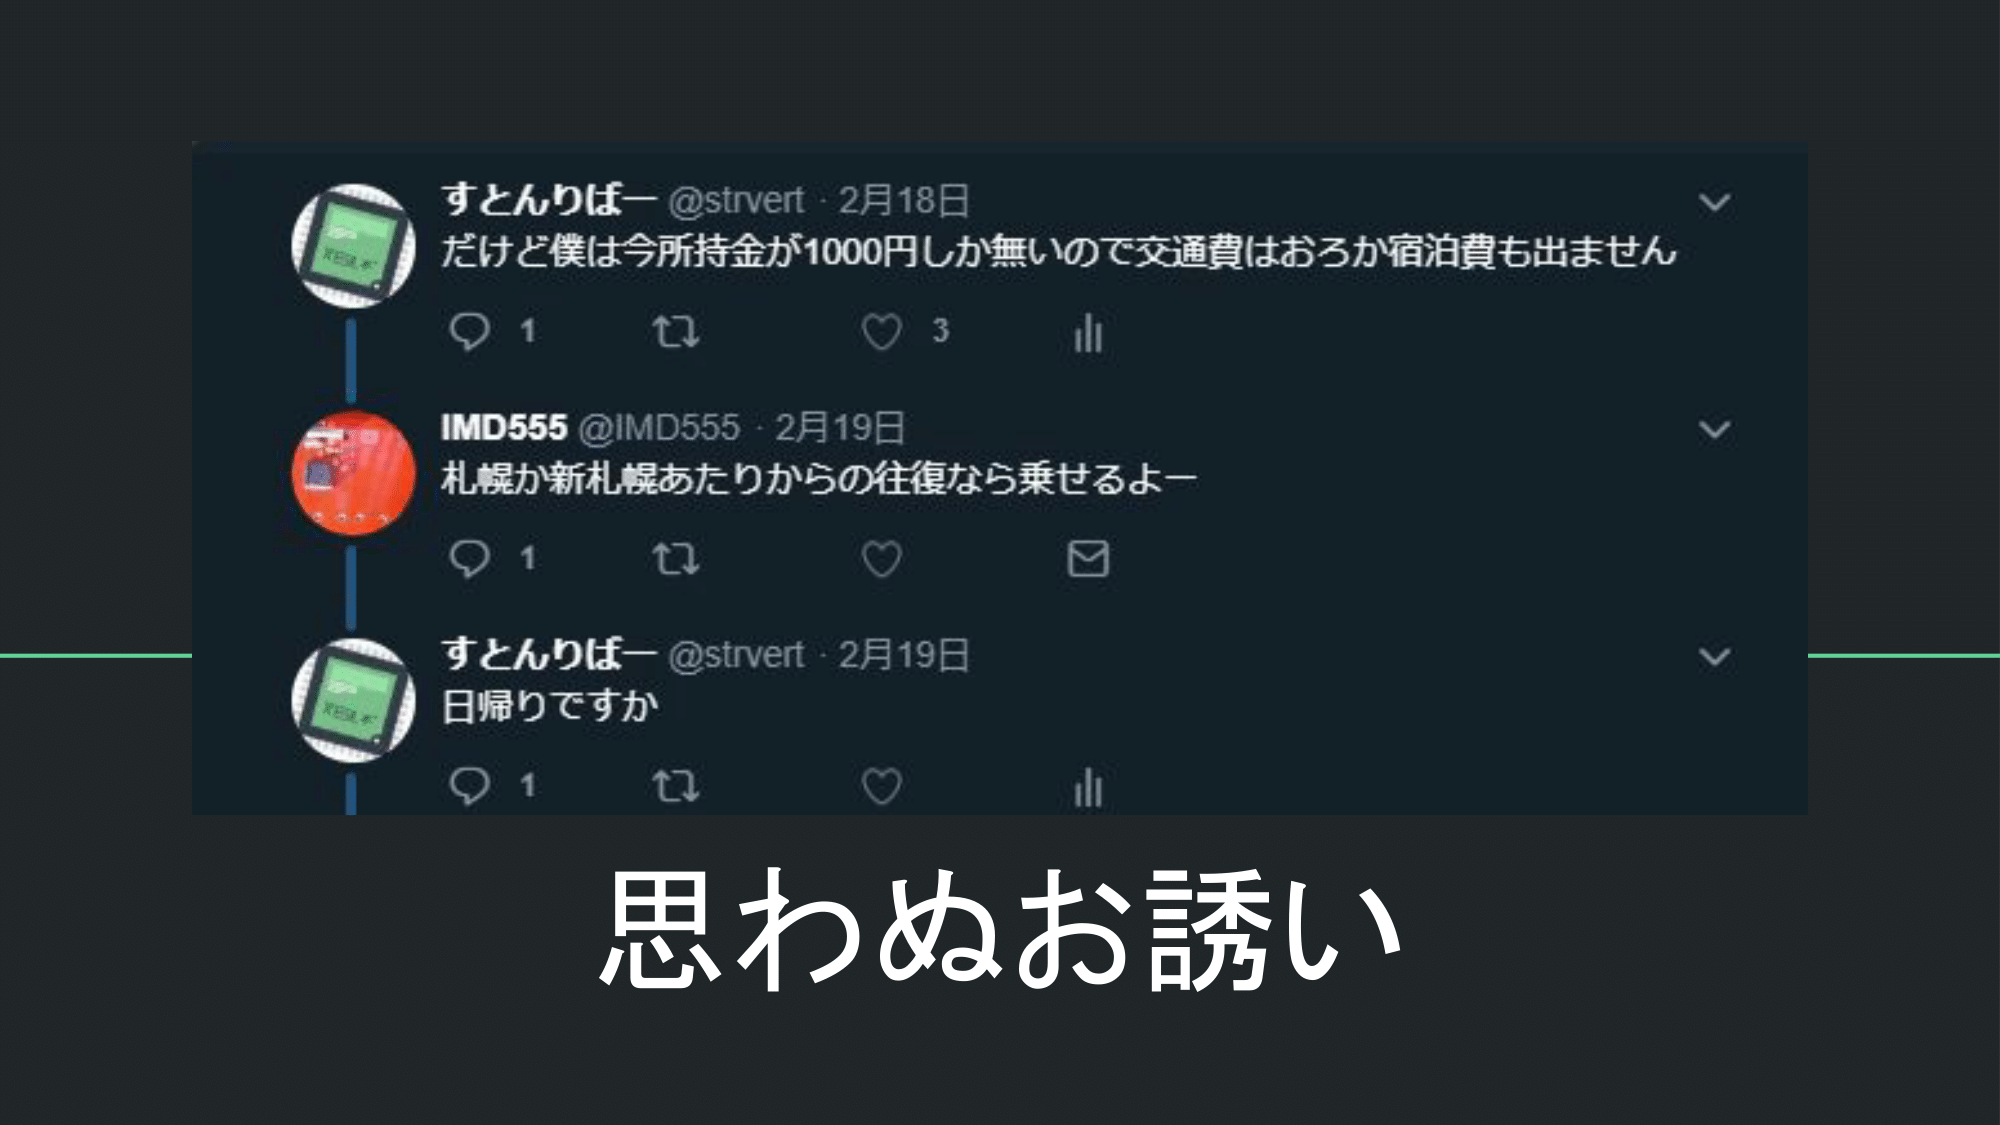 すとんりばー @strvert · 2月18日
だけど僕は今所持金が1000円しか無いので交通費はおろか宿泊費も出ません
1 3
IMD555 @IMD555 · 2月19日
札幌か新札幌あたりからの往復なら乗せるよー
1
すとんりばー @strvert · 2月19日
日帰りですか
1
思わぬお誘い